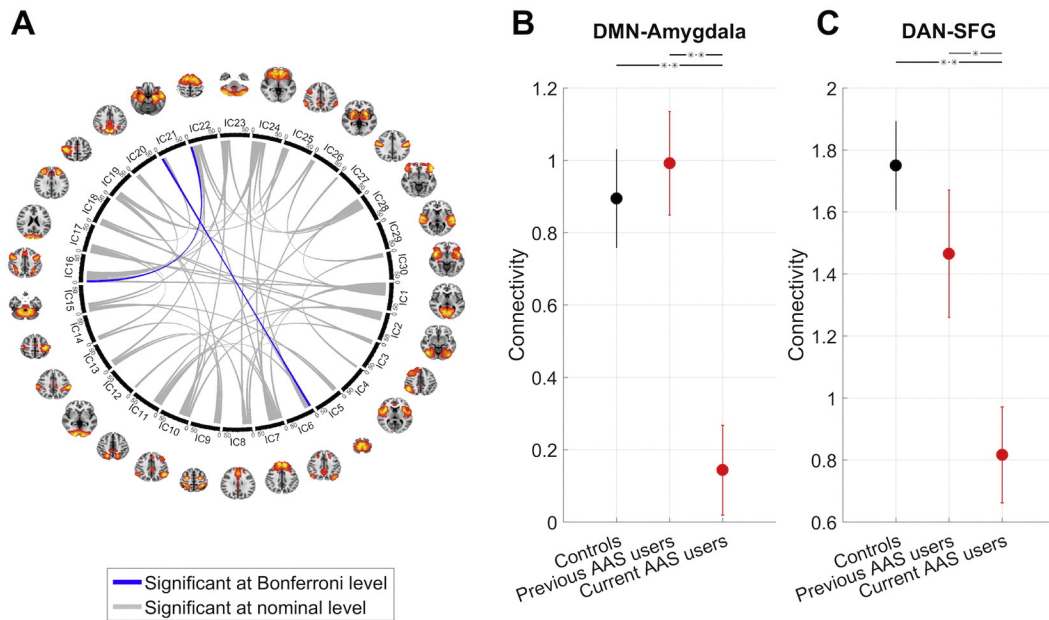 A
IC1
IC2
IC3
IC4
IC5
IC6
IC7
IC8
IC9
IC10
IC11
IC12
IC13
IC14
IC15
IC16
IC17
IC18
IC19
IC20
IC21
IC22
IC23
IC24
IC25
IC26
IC27
IC28
IC29
IC30
Significant at Bonferroni level
Significant at nominal level
B
DMN-Amygdala
**
**
Connectivity
1.2
1
0.8
0.6
0.4
0.2
0
Controls
Previous AAS users
Current AAS users
C
DAN-SFG
*
**
Connectivity
2
1.8
1.6
1.4
1.2
1
0.8
0.6
Controls
Previous AAS users
Current AAS users